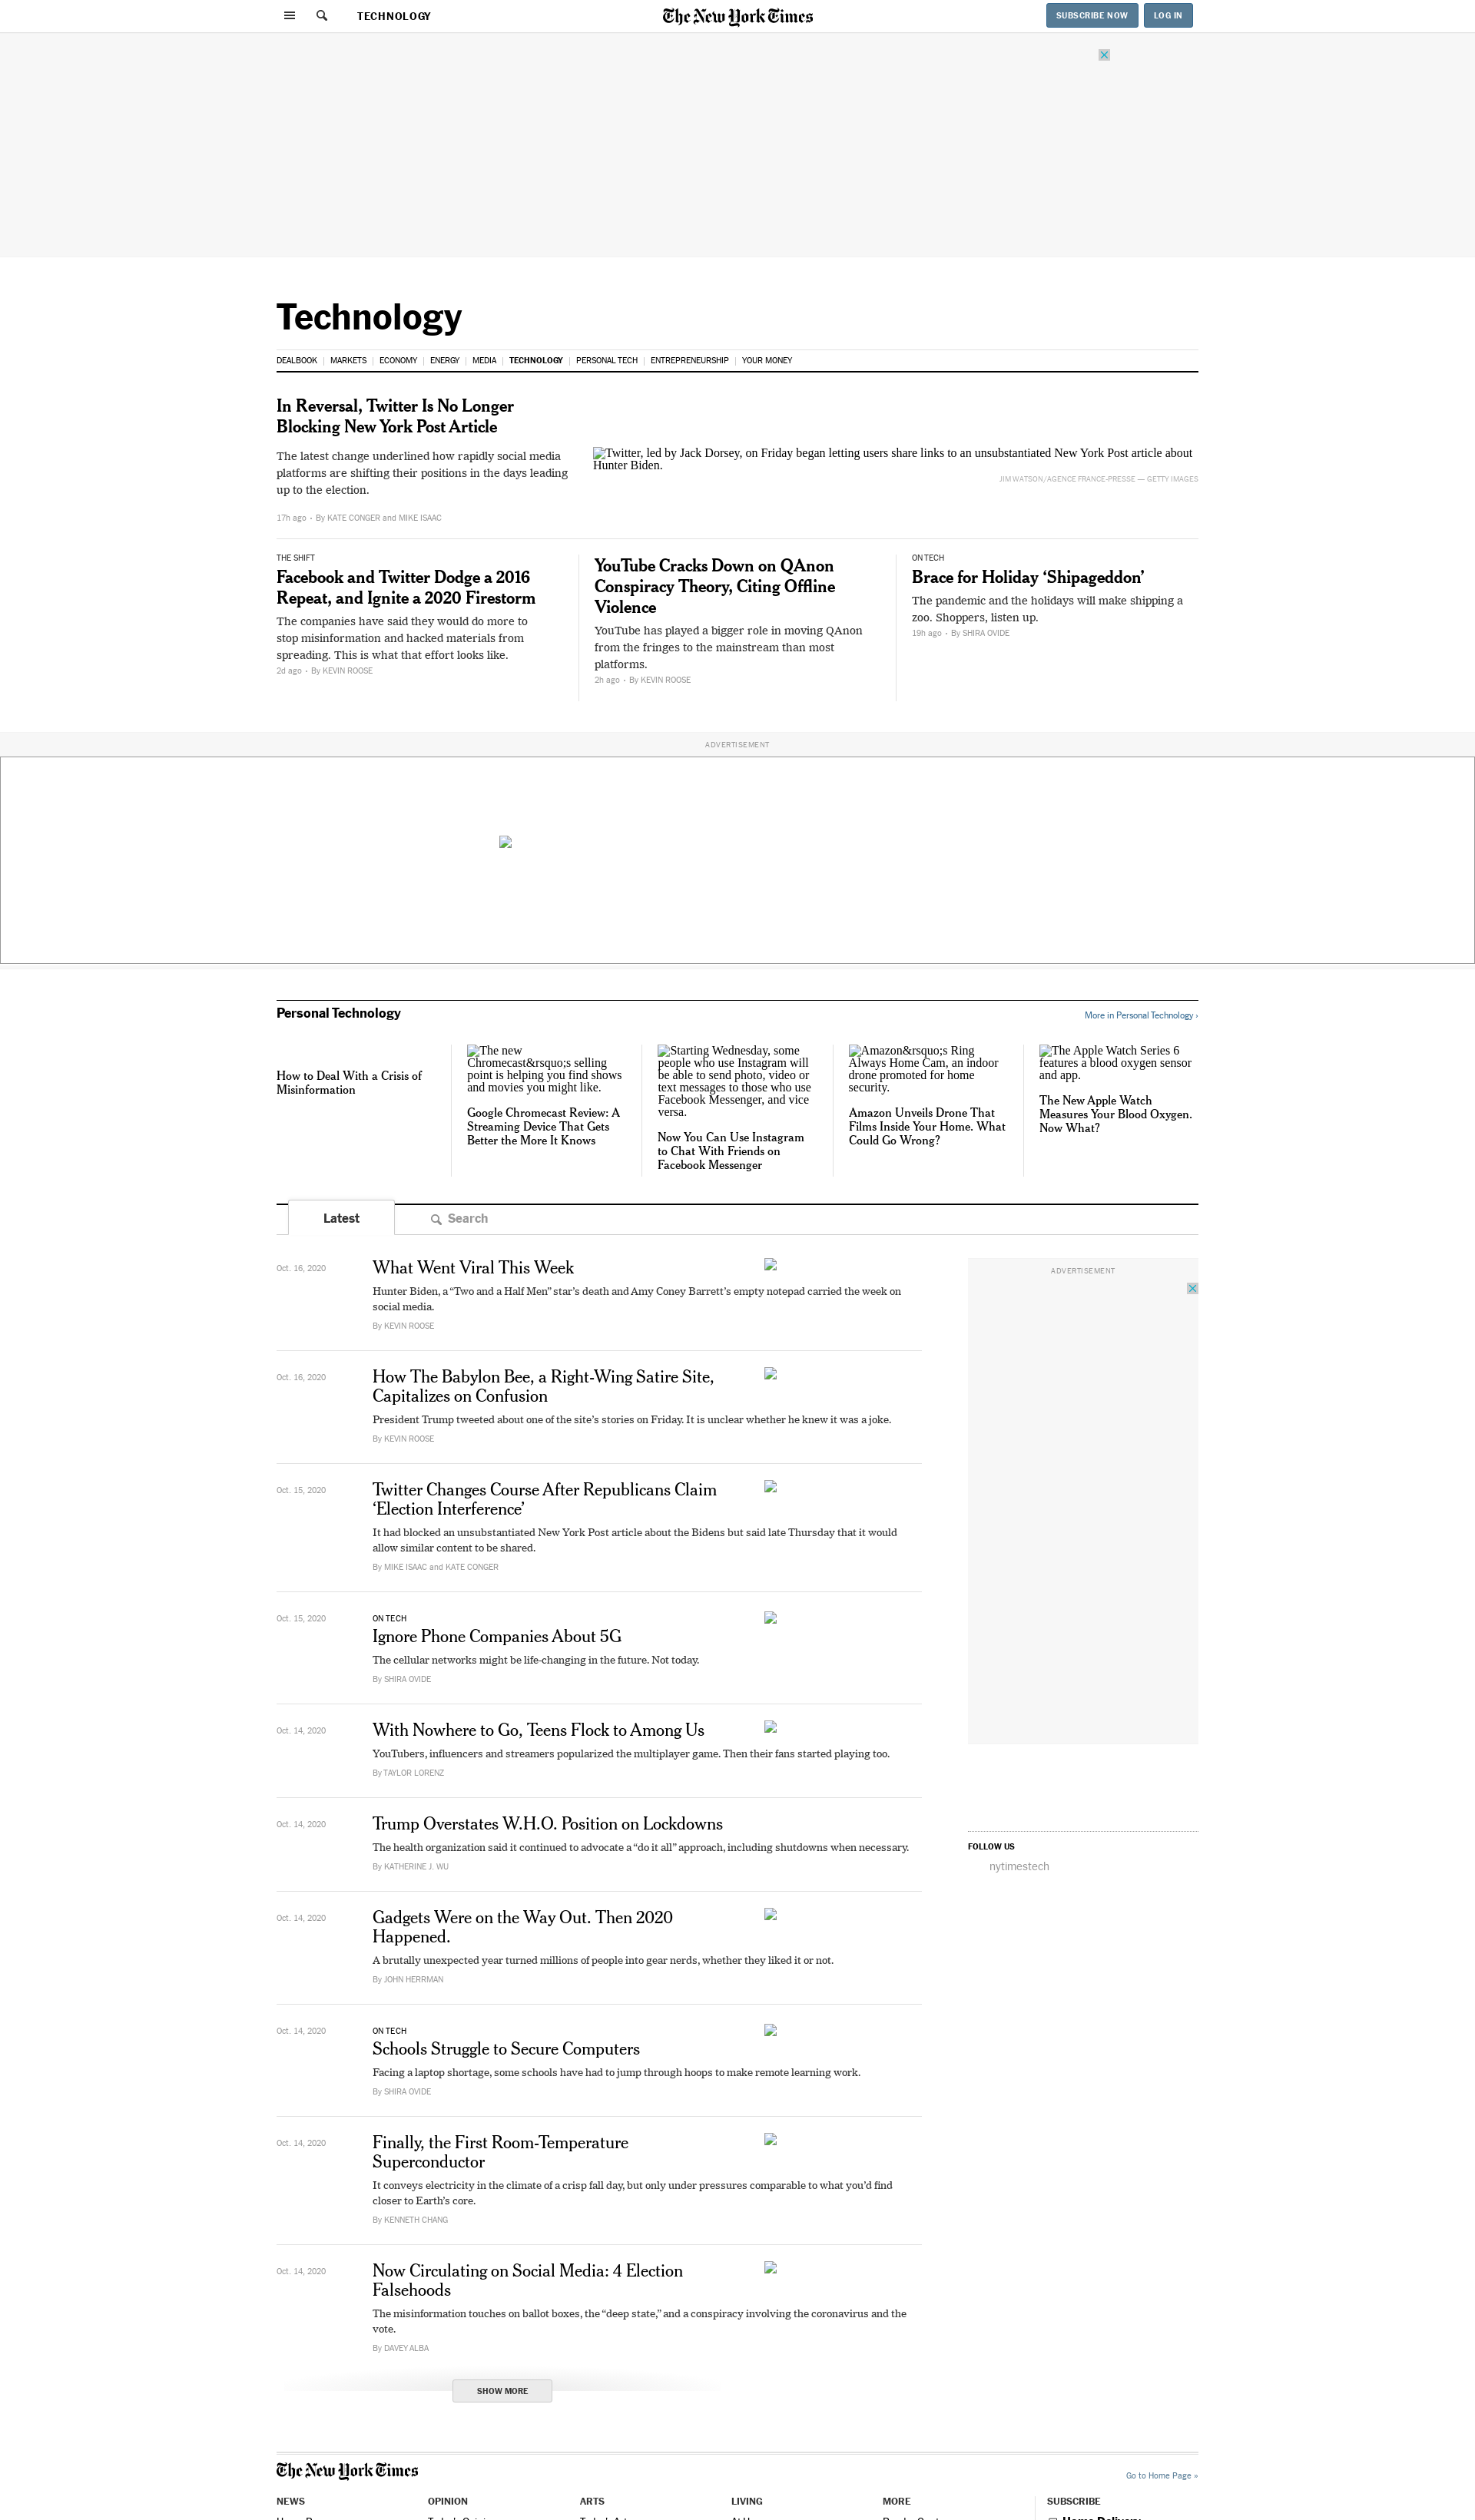 TECHNOLOGY
The New York Times
SUBSCRIBE NOW
LOG IN
Technology
DEALBOOK
MARKETS
ECONOMY
ENERGY
MEDIA
TECHNOLOGY
PERSONAL TECH
ENTREPRENEURSHIP
YOUR MONEY
In Reversal, Twitter Is No Longer
Blocking New York Post Article
The latest change underlined how rapidly social media
platforms are shifting their positions in the days leading
up to the election.
17h ago • By KATE CONGER and MIKE ISAAC
Twitter, led by Jack Dorsey, on Friday began letting users share links to an unsubstantiated New York Post article about
Hunter Biden.
JIM WATSON/AGENCE FRANCE-PRESSE — GETTY IMAGES
THE SHIFT
Facebook and Twitter Dodge a 2016
Repeat, and Ignite a 2020 Firestorm
The companies have said they would do more to
stop misinformation and hacked materials from
spreading. This is what that effort looks like.
2d ago • By KEVIN ROOSE
YouTube Cracks Down on QAnon
Conspiracy Theory, Citing Offline
Violence
YouTube has played a bigger role in moving QAnon
from the fringes to the mainstream than most
platforms.
2h ago • By KEVIN ROOSE
ON TECH
Brace for Holiday ‘Shipageddon’
The pandemic and the holidays will make shipping a
zoo. Shoppers, listen up.
19h ago • By SHIRA OVIDE
ADVERTISEMENT
Personal Technology
More in Personal Technology ›
How to Deal With a Crisis of
Misinformation
The new
Chromecast&rsquo;s selling
point is helping you find shows
and movies you might like.
Google Chromecast Review: A
Streaming Device That Gets
Better the More It Knows
Starting Wednesday, some
people who use Instagram will
be able to send photo, video or
text messages to those who use
Facebook Messenger, and vice
versa.
Now You Can Use Instagram
to Chat With Friends on
Facebook Messenger
Amazon&rsquo;s Ring
Always Home Cam, an indoor
drone promoted for home
security.
Amazon Unveils Drone That
Films Inside Your Home. What
Could Go Wrong?
The Apple Watch Series 6
features a blood oxygen sensor
and app.
The New Apple Watch
Measures Your Blood Oxygen.
Now What?
Latest
Search
Oct. 16, 2020
What Went Viral This Week
Hunter Biden, a “Two and a Half Men” star’s death and Amy Coney Barrett’s empty notepad carried the week on
social media.
By KEVIN ROOSE
Oct. 16, 2020
How The Babylon Bee, a Right-Wing Satire Site,
Capitalizes on Confusion
President Trump tweeted about one of the site’s stories on Friday. It is unclear whether he knew it was a joke.
By KEVIN ROOSE
Oct. 15, 2020
Twitter Changes Course After Republicans Claim
‘Election Interference’
It had blocked an unsubstantiated New York Post article about the Bidens but said late Thursday that it would
allow similar content to be shared.
By MIKE ISAAC and KATE CONGER
Oct. 15, 2020
ON TECH
Ignore Phone Companies About 5G
The cellular networks might be life-changing in the future. Not today.
By SHIRA OVIDE
Oct. 14, 2020
With Nowhere to Go, Teens Flock to Among Us
YouTubers, influencers and streamers popularized the multiplayer game. Then their fans started playing too.
By TAYLOR LORENZ
Oct. 14, 2020
Trump Overstates W.H.O. Position on Lockdowns
The health organization said it continued to advocate a “do it all” approach, including shutdowns when necessary.
By KATHERINE J. WU
Oct. 14, 2020
Gadgets Were on the Way Out. Then 2020
Happened.
A brutally unexpected year turned millions of people into gear nerds, whether they liked it or not.
By JOHN HERRMAN
Oct. 14, 2020
ON TECH
Schools Struggle to Secure Computers
Facing a laptop shortage, some schools have had to jump through hoops to make remote learning work.
By SHIRA OVIDE
Oct. 14, 2020
Finally, the First Room-Temperature
Superconductor
It conveys electricity in the climate of a crisp fall day, but only under pressures comparable to what you’d find
closer to Earth’s core.
By KENNETH CHANG
Oct. 14, 2020
Now Circulating on Social Media: 4 Election
Falsehoods
The misinformation touches on ballot boxes, the “deep state,” and a conspiracy involving the coronavirus and the
vote.
By DAVEY ALBA
SHOW MORE
ADVERTISEMENT
FOLLOW US
nytimestech
The New York Times
Go to Home Page »
NEWS
OPINION
ARTS
LIVING
MORE
SUBSCRIBE